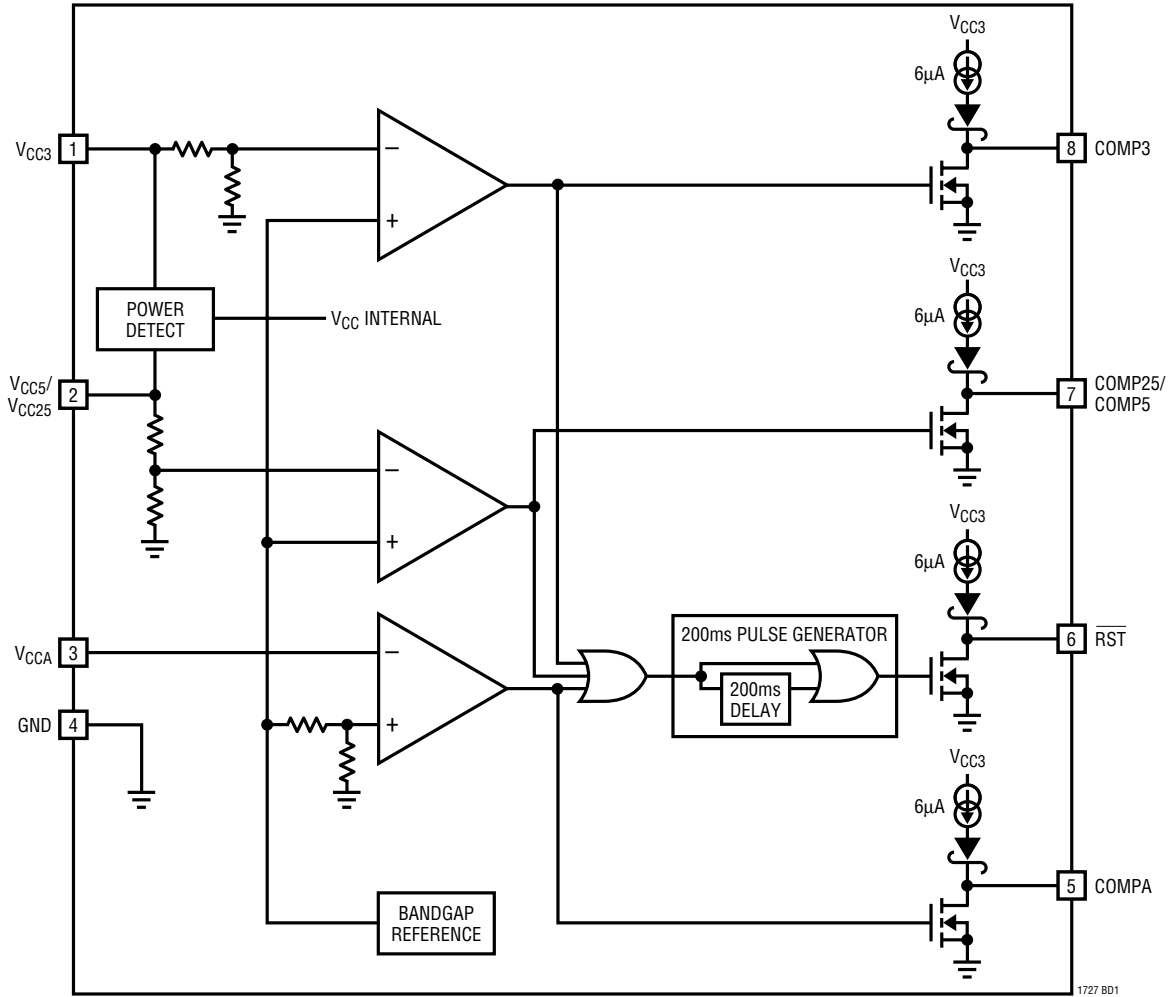 VCC3
6μA
VCC3 1
−
8 COMP3
+
POWER
DETECT
VCC INTERNAL
VCC3
6μA
VCC5/
VCC25
2
7
COMP25/
COMP5
−
+
VCC3
6μA
VCCA 3
−
200ms PULSE GENERATOR
6 RST
200ms
DELAY
GND 4
+
VCC3
6μA
5 COMPA
BANDGAP
REFERENCE
1727 BD1